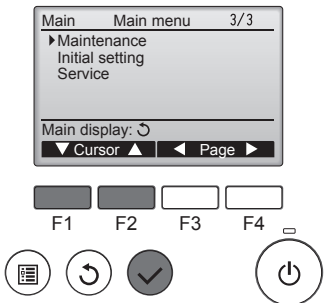 Main Main menu 3/3
Maintenance
Initial setting
Service
Main display:
Cursor Page
F1 F2 F3 F4